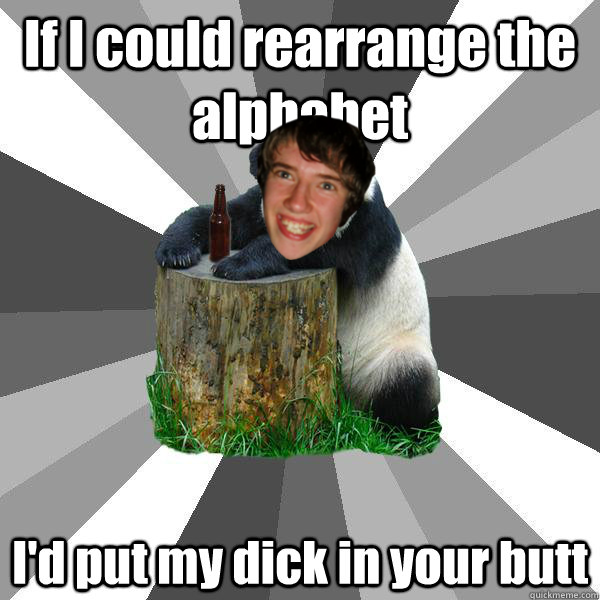 If I could rearrange the
alphabet
I'd put my dick in your butt
quickmeme.com